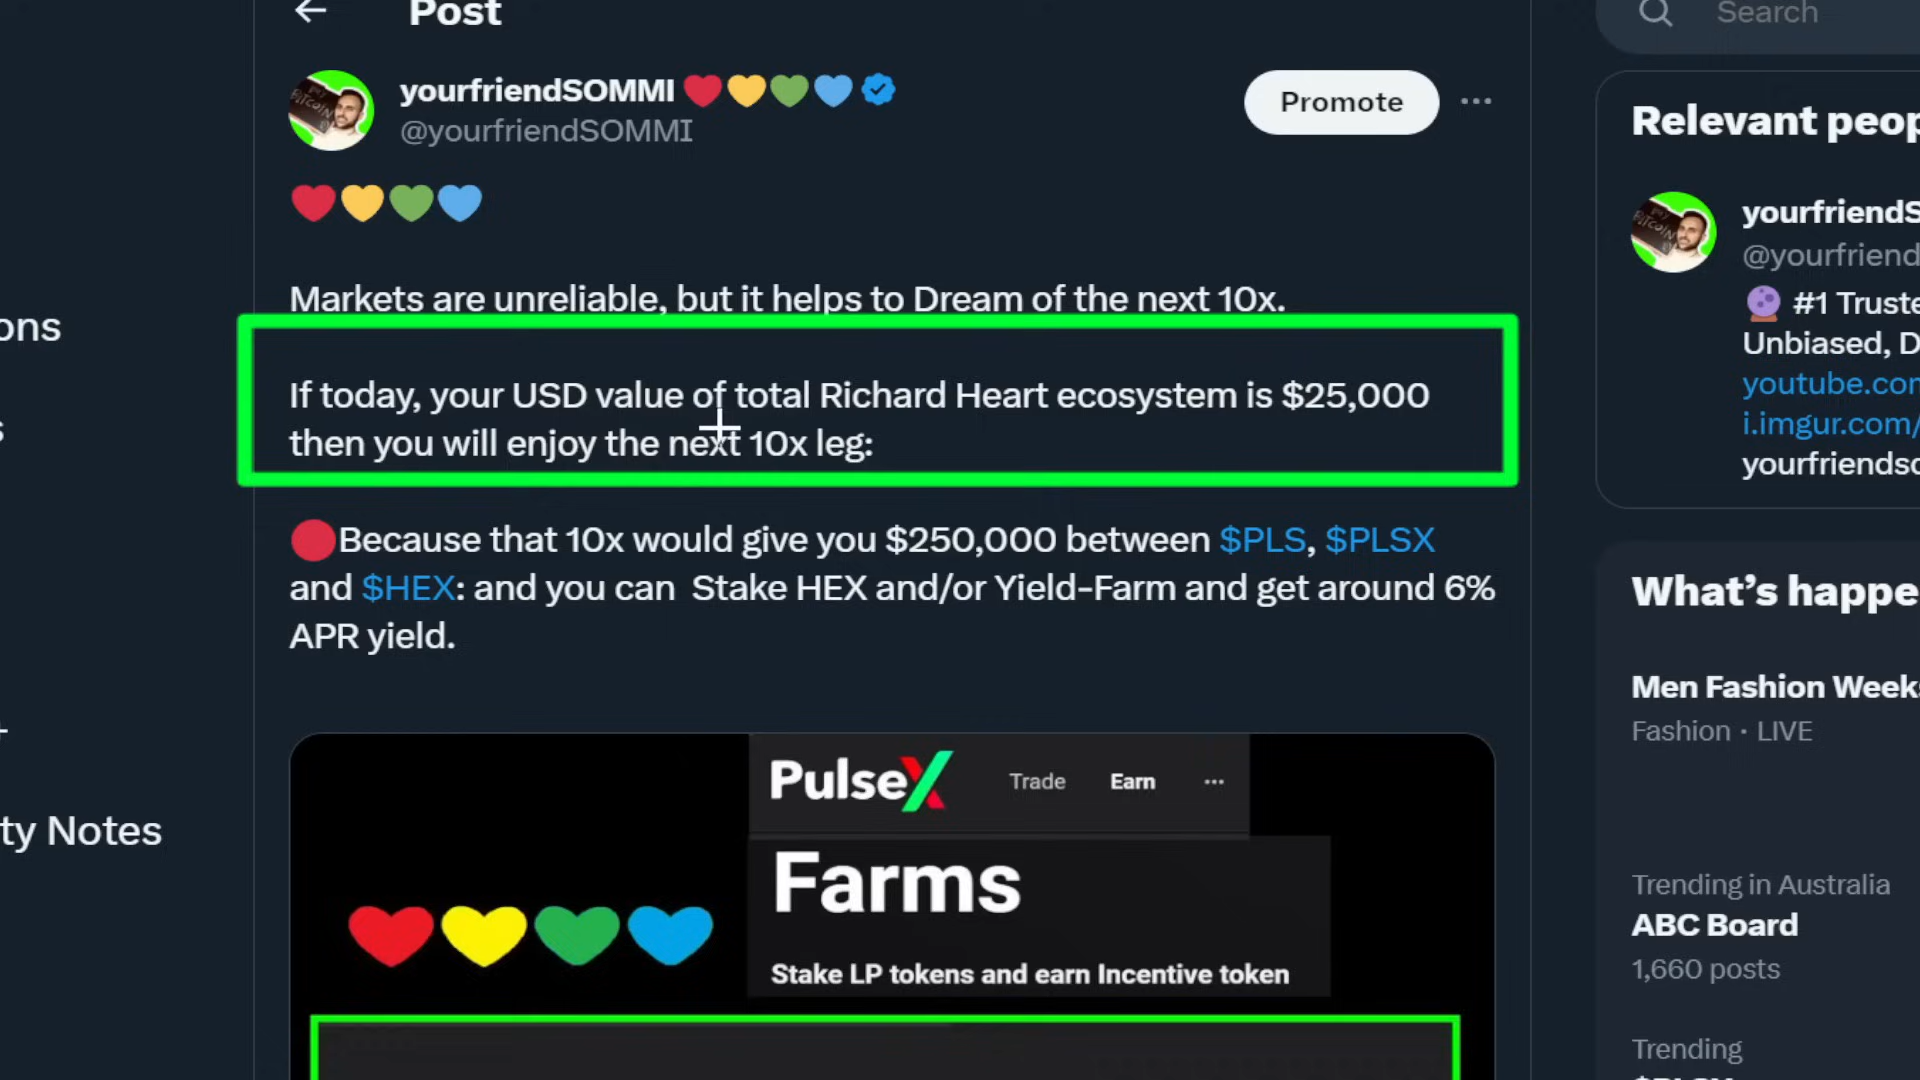 Post
Search
yourfriendSOMMI
@yourfriendSOMMI
Promote
Markets are unreliable, but it helps to Dream of the next 10x.
If today, your USD value of total Richard Heart ecosystem is $25,000
then you will enjoy the next 10x leg:
Because that 10x would give you $250,000 between $PLS, $PLSX
and $HEX: and you can Stake HEX and/or Yield-Farm and get around 6%
APR yield.
PulseX
Trade
Earn
Farms
Stake LP tokens and earn Incentive token
ons
s
ty Notes
Relevant peop
yourfriendS
@yourfriend
#1 Truste
Unbiased, D
youtube.con
i.imgur.com/
yourfriendso
What's happe
Men Fashion Weeks
Fashion · LIVE
Trending in Australia
ABC Board
1,660 posts
Trending